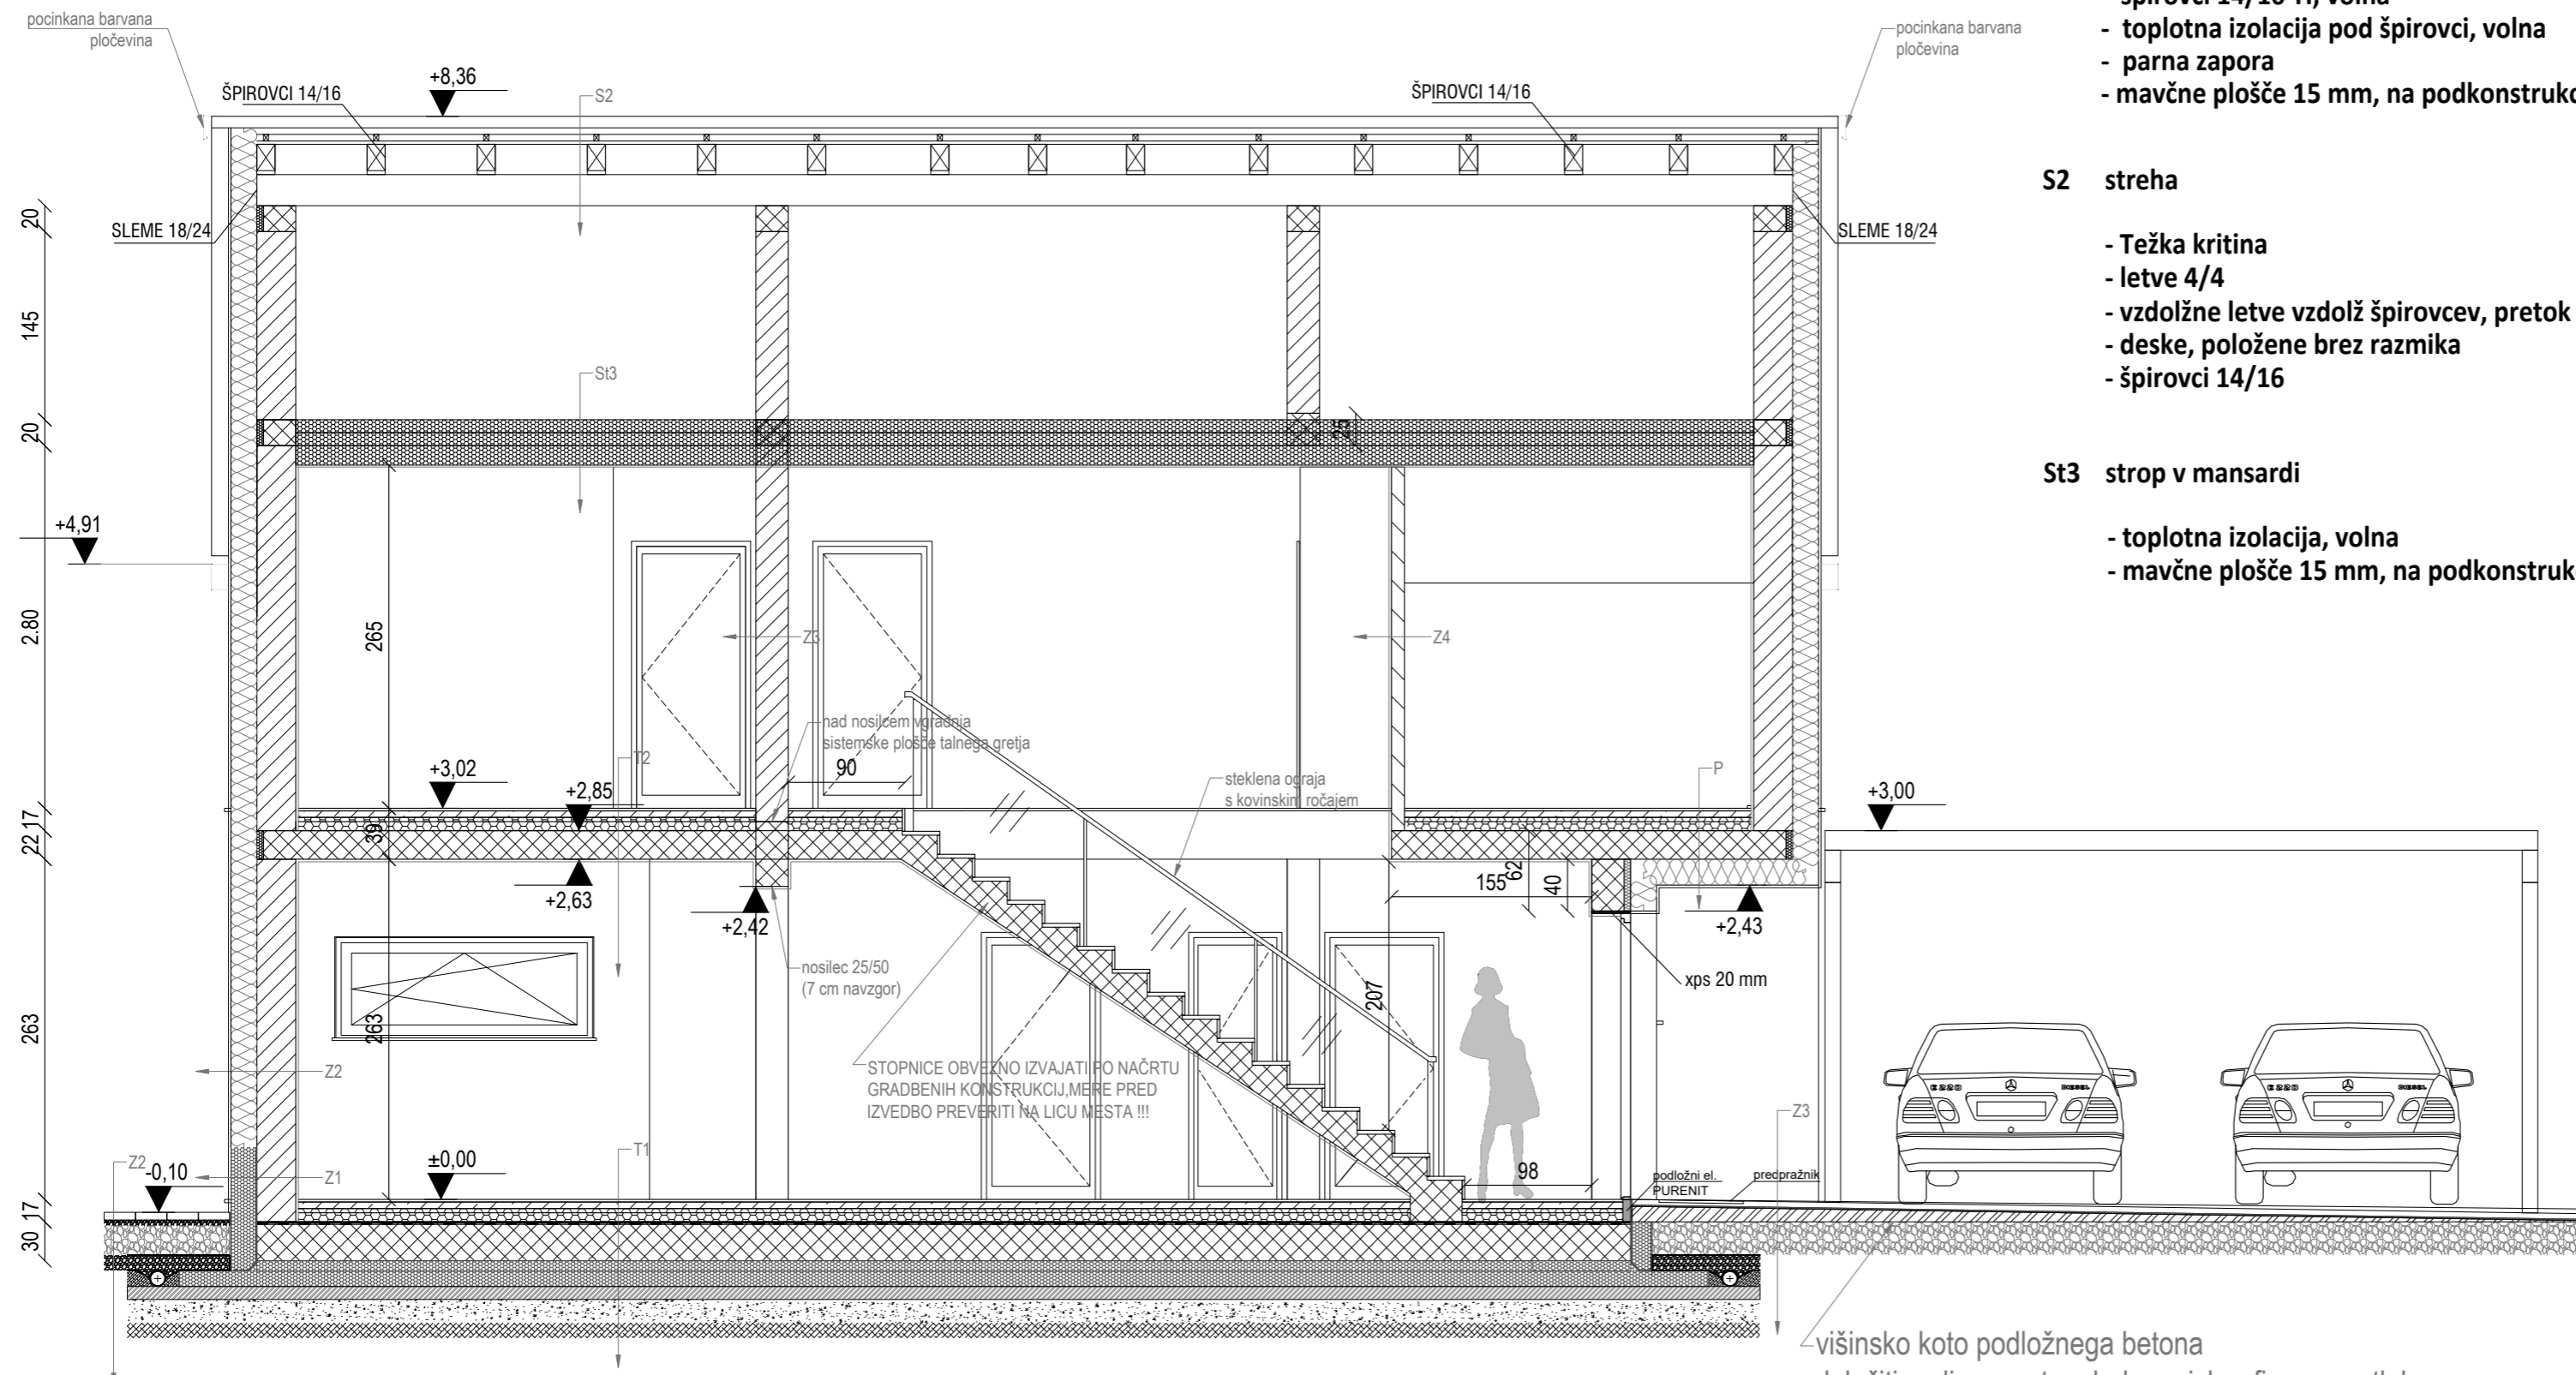 pocinkana barvana
pločevina
ŠPIROVCI 14/16
+8,36
S2
ŠPIROVCI 14/16
pocinkana barvana
pločevina
- toplotna izolacija pod špirovci, volna
- parna zapora
S2 streha
- Težka kritina
- letve 4/4
- vzdolžne letve vzdolž špirovcev, pretok
- deske, položene brez razmika
- špirovci 14/16
St3 strop v mansardi
- toplotna izolacija, volna
- mavčne plošče 15 mm, na
SLEME 18/24
SLEME 18/24
20
145
20
2.80
17
22
263
17
30
St3
25
+4,91
265
Z3
Z4
nad nosilcem vgradnja
sistemske plošče talnega gretja
T2
90
+3,02
+2,85
39
steklena ograja
s kovinskim ročajem
P
+3,00
+2,63
+2,42
155
62
40
+2,43
nosilec 25/50
(7 cm navzgor)
xps 20 mm
207
263
STOPNICE OBVEZNO IZVAJATI PO NAČRTU
GRADBENIH KONSTRUKCIJ,MERE PRED
IZVEDBO PREVERITI NA LICU MESTA !!!
Z2
Z3
E 220
DIESEL
E 220
DIESEL
Z2
-0,10
Z1
±0,00
T1
98
podložni el.
PURENIT
predpražnik
višinsko koto podložnega betona